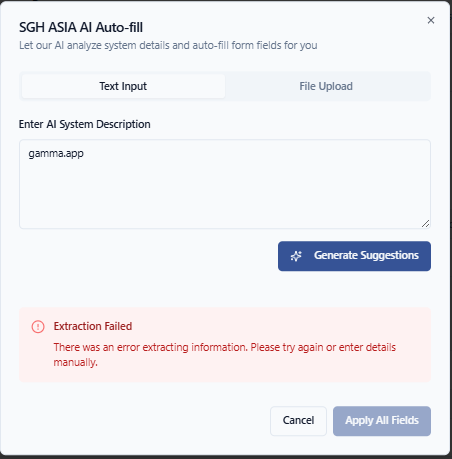 SGH ASIA AI Auto-fill
Let our AI analyze system details and auto-fill form fields for you
Text Input
File Upload
Enter AI System Description
gamma.app
Generate Suggestions
Extraction Failed
There was an error extracting information. Please try again or enter details
manually.
Cancel
Apply All Fields